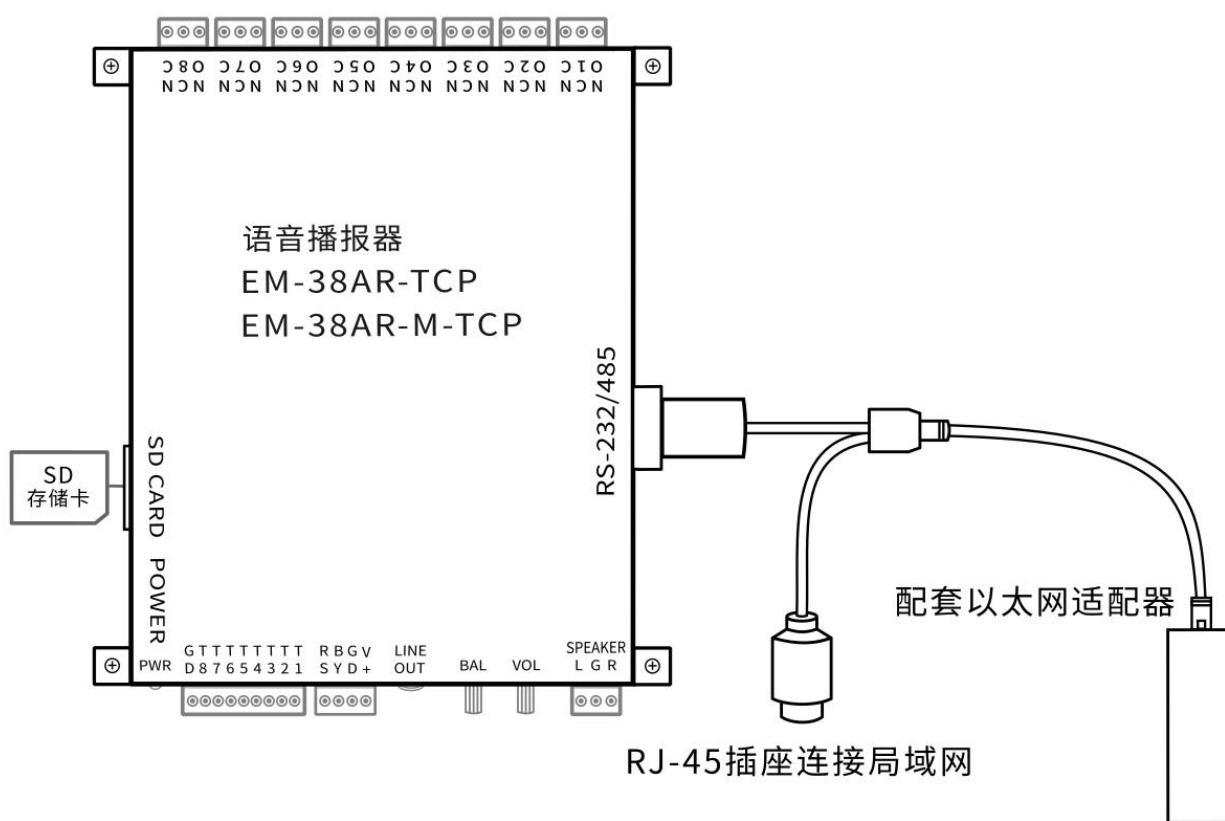 NCN NCN NCN NCN NCN NCN NCN NCN
O1C O2C O3C O4C O5C O6C O7C O8C
语音播报器
EM-38AR-TCP
EM-38AR-M-TCP
RS-232/485
SD CARD
SD
存储卡
POWER
配套以太网适配器
PWR
GTTTTTTTT
D87654321
RBGV
SYD+
LINE
OUT
BAL
VOL
SPEAKER
L G R
RJ-45插座连接局域网